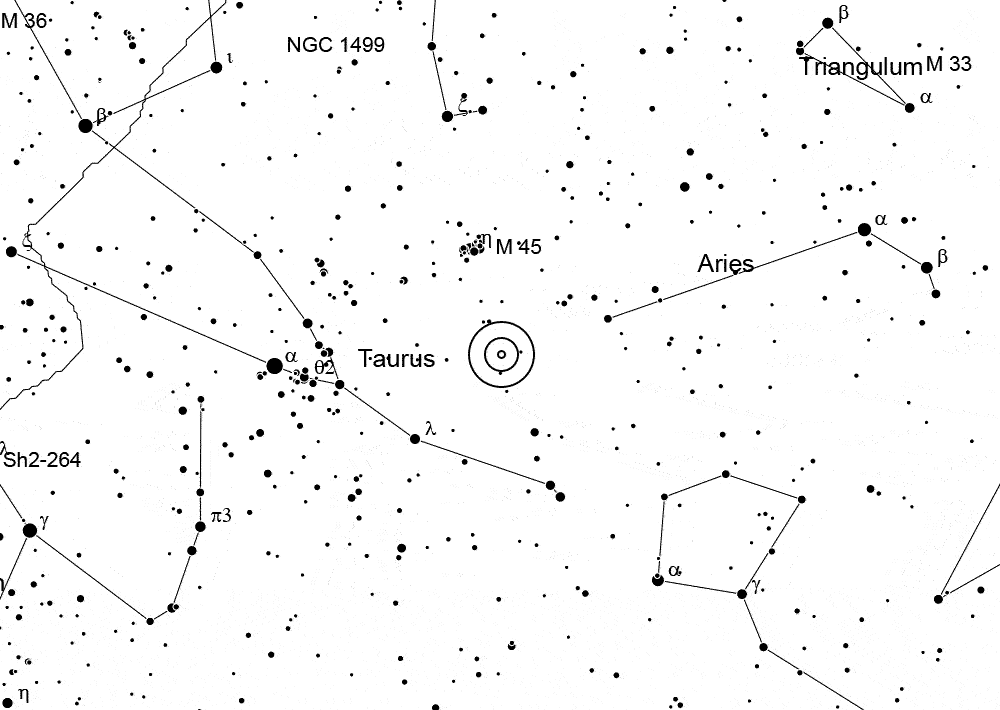 M 36
NGC 1499
β
Triangulum
M 33
α
ι
β
ζ
α
ζ
η
M 45
β
Aries
α
θ2
Taurus
λ
λ
Sh2-264
π3
γ
α
γ
η
η